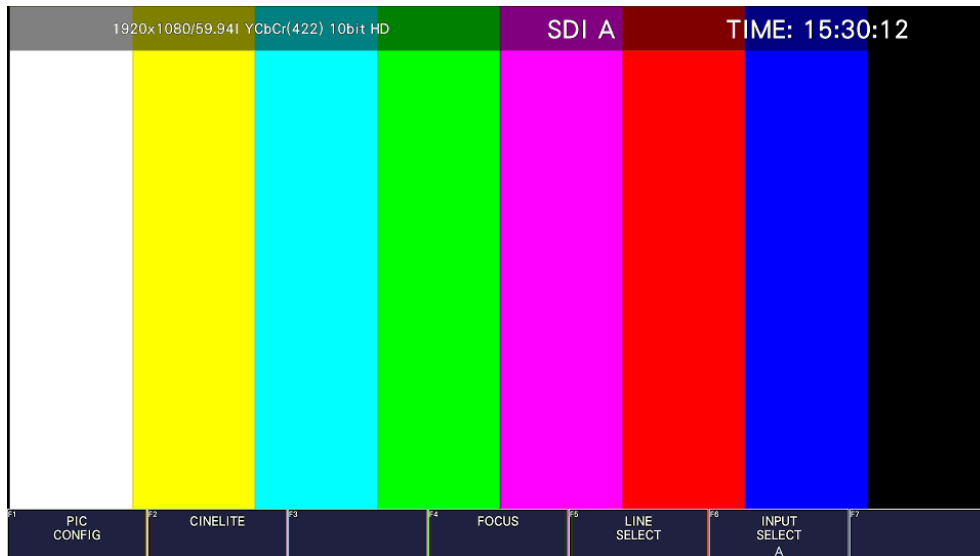 1920x1080/59.94I YCbCr(422) 10bit HD SDI A TIME: 15:30:12
F1 PIC CONFIG
F2 CINELITE
F3
F4 FOCUS
F5 LINE SELECT
F6 INPUT SELECT A
F7